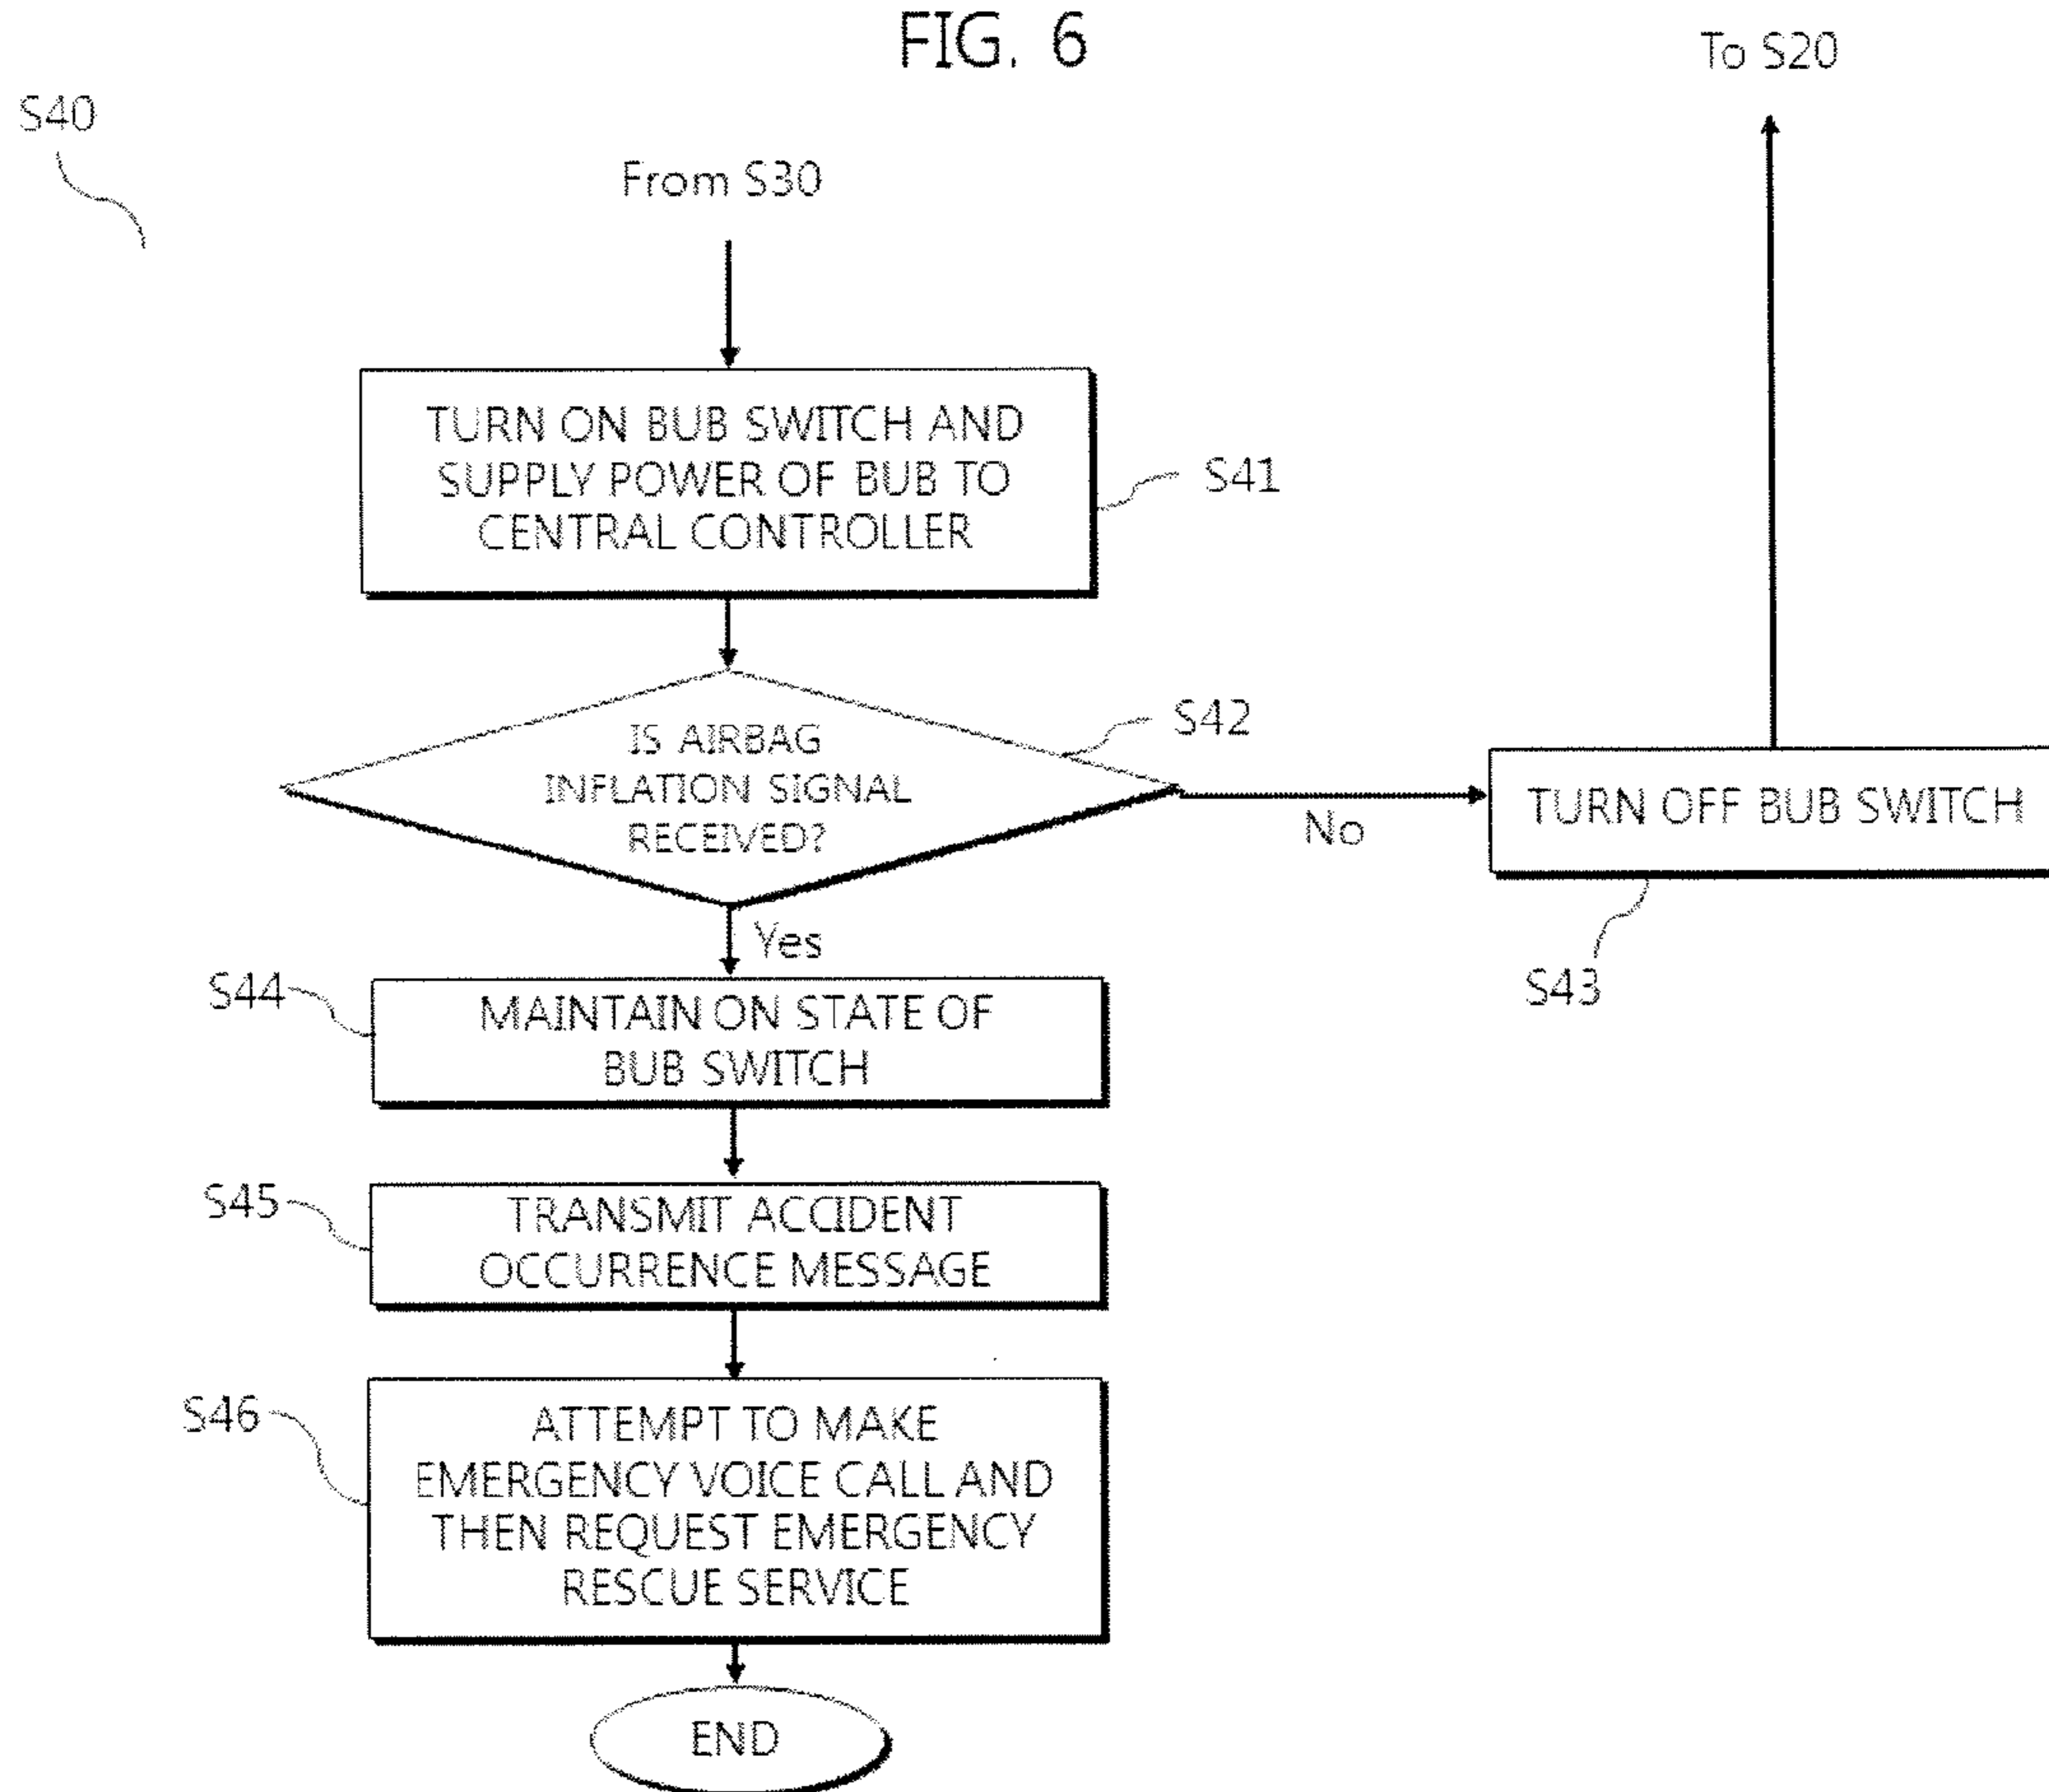 FIG. 6
To S20
S40
From S30
TURN ON BUB SWITCH AND
SUPPLY POWER OF BUB TO
CENTRAL CONTROLLER
S41
IS AIRBAG
INFLATION SIGNAL
RECEIVED?
S42
No
TURN OFF BUB SWITCH
S43
Yes
S44
MAINTAIN ON STATE OF
BUB SWITCH
S45
TRANSMIT ACCIDENT
OCCURRENCE MESSAGE
S46
ATTEMPT TO MAKE
EMERGENCY VOICE CALL AND
THEN REQUEST EMERGENCY
RESCUE SERVICE
END